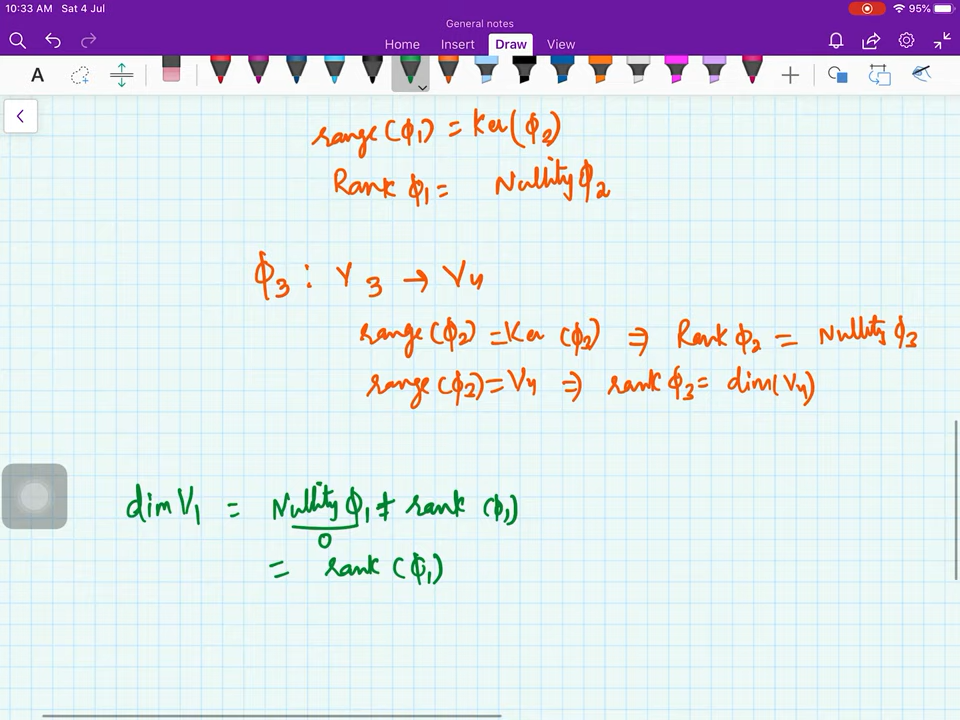 10:33 AM Sat 4 Jul
95%
General notes
Home Insert Draw View
A
range (ϕ1) = Ker(ϕ2)
Rank ϕ1 = Nullity ϕ2
ϕ3 : V3 → V4
range (ϕ2) = Ker (ϕ2) ⇒ Rank ϕ2 = Nullity ϕ3
range (ϕ3) = V4 ⇒ rank ϕ3 = dim(V4)
dim V1 = Nullity ϕ1 + rank (ϕ1)
0
= rank (ϕ1)